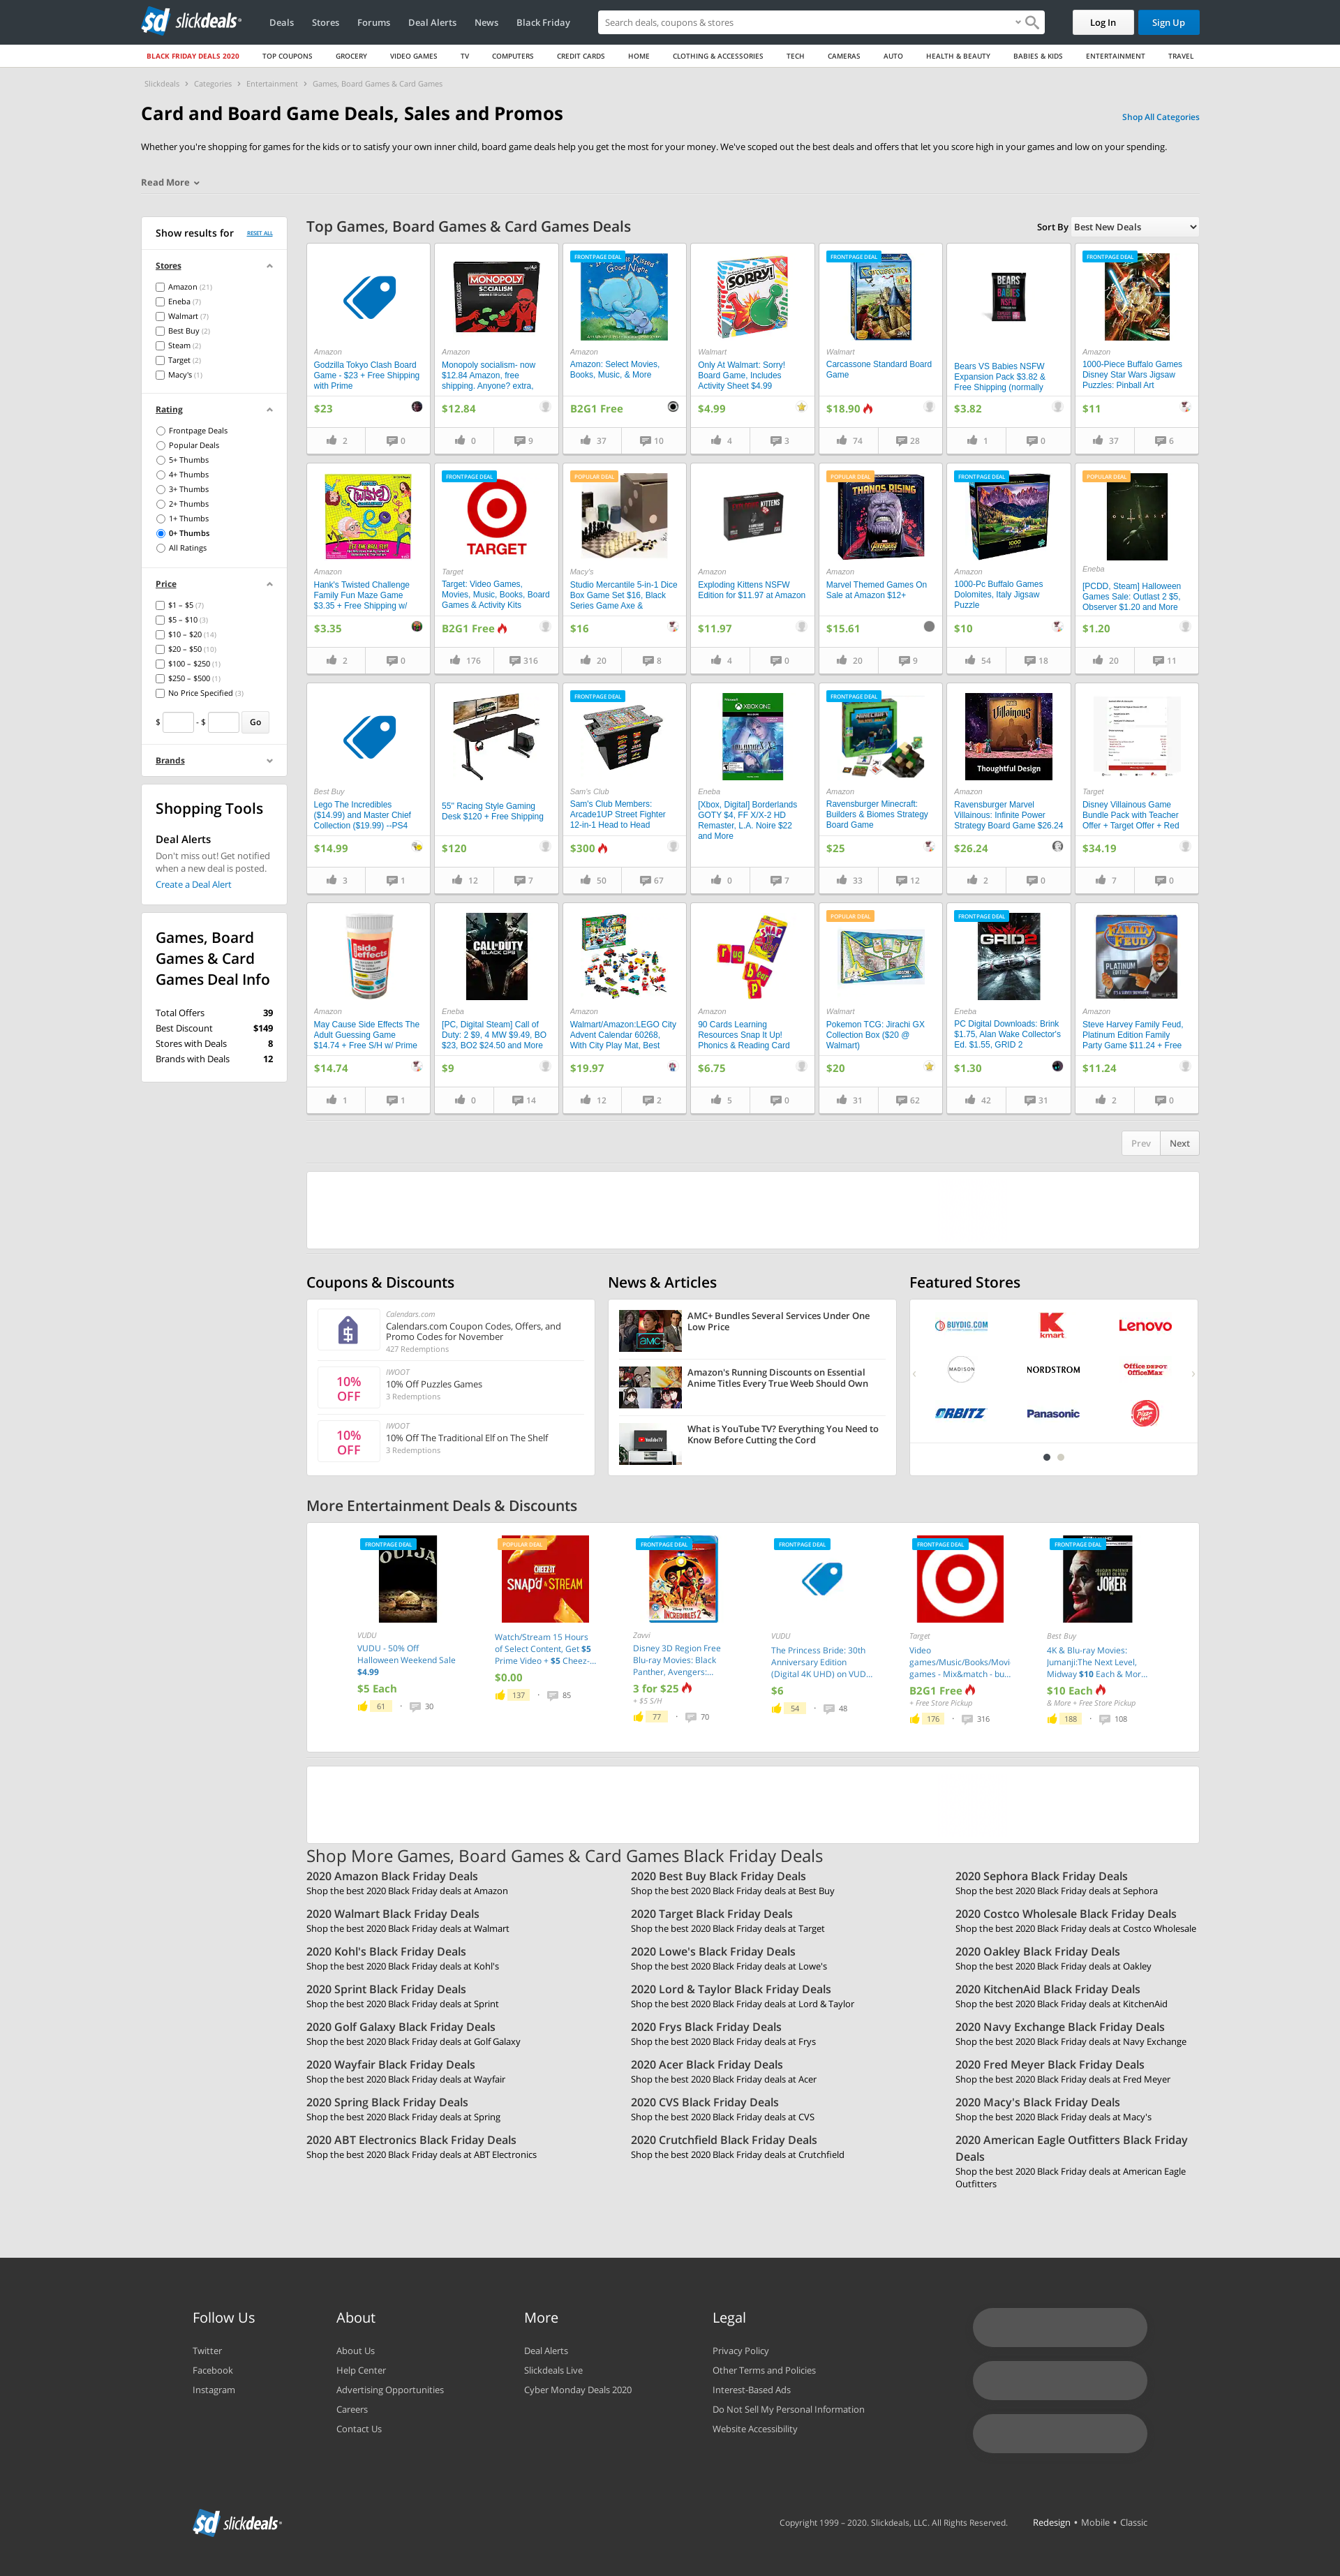 slickdeals
Deals
Stores
Forums
Deal Alerts
News
Black Friday
Search deals, coupons & stores
Log In
Sign Up
BLACK FRIDAY DEALS 2020
TOP COUPONS
GROCERY
VIDEO GAMES
TV
COMPUTERS
CREDIT CARDS
HOME
CLOTHING & ACCESSORIES
TECH
CAMERAS
AUTO
HEALTH & BEAUTY
BABIES & KIDS
ENTERTAINMENT
TRAVEL
Slickdeals › Categories › Entertainment › Games, Board Games & Card Games
Card and Board Game Deals, Sales and Promos
Shop All Categories
Whether you're shopping for games for the kids or to satisfy your own inner child, board game deals help you get the most for your money. We've scoped out the best deals and offers that let you score high in your games and low on your spending.
Read More
Show results for
RESET ALL
Stores
Amazon (21)
Eneba (7)
Walmart (7)
Best Buy (2)
Steam (2)
Target (2)
Macy's (1)
Rating
Frontpage Deals
Popular Deals
5+ Thumbs
4+ Thumbs
3+ Thumbs
2+ Thumbs
1+ Thumbs
0+ Thumbs
All Ratings
Price
$1 – $5 (7)
$5 – $10 (3)
$10 – $20 (14)
$20 – $50 (10)
$100 – $250 (1)
$250 – $500 (1)
No Price Specified (3)
$ - $ Go
Brands
Shopping Tools
Deal Alerts
Don't miss out! Get notified
when a new deal is posted.
Create a Deal Alert
Games, Board
Games & Card
Games Deal Info
Total Offers 39
Best Discount $149
Stores with Deals 8
Brands with Deals 12
Top Games, Board Games & Card Games Deals
Sort By Best New Deals
Amazon
Godzilla Tokyo Clash Board
Game - $23 + Free Shipping
with Prime
$23
2 0
MONOPOLY
SOCIALISM
Amazon
Monopoly socialism- now
$12.84 Amazon, free
shipping. Anyone? extra,
$12.84
0 9
FRONTPAGE DEAL
Kissed
Good Night
Amazon
Amazon: Select Movies,
Books, Music, & More
B2G1 Free
37 10
SORRY!
Walmart
Only At Walmart: Sorry!
Board Game, Includes
Activity Sheet $4.99
$4.99
4 3
FRONTPAGE DEAL
Walmart
Carcassone Standard Board
Game
$18.90
74 28
BEARS
BABIES
NSFW
Bears VS Babies NSFW
Expansion Pack $3.82 &
Free Shipping (normally
$3.82
1 0
FRONTPAGE DEAL
Amazon
1000-Piece Buffalo Games
Disney Star Wars Jigsaw
Puzzles: Pinball Art
$11
37 6
Twisted
Amazon
Hank's Twisted Challenge
Family Fun Maze Game
$3.35 + Free Shipping w/
$3.35
2 0
FRONTPAGE DEAL
TARGET
Target
Target: Video Games,
Movies, Music, Books, Board
Games & Activity Kits
B2G1 Free
176 316
POPULAR DEAL
Macy's
Studio Mercantile 5-in-1 Dice
Box Game Set $16, Black
Series Game Axe &
$16
20 8
KITTENS
Amazon
Exploding Kittens NSFW
Edition for $11.97 at Amazon
$11.97
4 0
POPULAR DEAL
THANOS RISING
AVENGERS
Amazon
Marvel Themed Games On
Sale at Amazon $12+
$15.61
20 9
FRONTPAGE DEAL
1000
Amazon
1000-Pc Buffalo Games
Dolomites, Italy Jigsaw
Puzzle
$10
54 18
POPULAR DEAL
OUTLAST
Eneba
[PCDD, Steam] Halloween
Games Sale: Outlast 2 $5,
Observer $1.20 and More
$1.20
20 11
Best Buy
Lego The Incredibles
($14.99) and Master Chief
Collection ($19.99) --PS4
$14.99
3 1
55" Racing Style Gaming
Desk $120 + Free Shipping
$120
12 7
FRONTPAGE DEAL
Sam's Club
Sam's Club Members:
Arcade1UP Street Fighter
12-in-1 Head to Head
$300
50 67
XBOX ONE
Eneba
[Xbox, Digital] Borderlands
GOTY $4, FF X/X-2 HD
Remaster, L.A. Noire $22
and More
0 7
FRONTPAGE DEAL
Amazon
Ravensburger Minecraft:
Builders & Biomes Strategy
Board Game
$25
33 12
Villainous
Thoughtful Design
Amazon
Ravensburger Marvel
Villainous: Infinite Power
Strategy Board Game $26.24
$26.24
2 0
Target
Disney Villainous Game
Bundle Pack with Teacher
Offer + Target Offer + Red
$34.19
7 0
side
effects
Amazon
May Cause Side Effects The
Adult Guessing Game
$14.74 + Free S/H w/ Prime
$14.74
1 1
CALL OF DUTY
BLACK OPS
Eneba
[PC, Digital Steam] Call of
Duty: 2 $9, 4 MW $9.49, BO
$23, BO2 $24.50 and More
$9
0 14
Amazon
Walmart/Amazon:LEGO City
Advent Calendar 60268,
With City Play Mat, Best
$19.97
12 2
SNAP
rug
b ear
p
Amazon
90 Cards Learning
Resources Snap It Up!
Phonics & Reading Card
$6.75
5 0
POPULAR DEAL
Walmart
Pokemon TCG: Jirachi GX
Collection Box ($20 @
Walmart)
$20
31 62
FRONTPAGE DEAL
GRID 2
Eneba
PC Digital Downloads: Brink
$1.75, Alan Wake Collector's
Ed. $1.55, GRID 2
$1.30
42 31
FAMILY FEUD
PLATINUM
EDITION
Amazon
Steve Harvey Family Feud,
Platinum Edition Family
Party Game $11.24 + Free
$11.24
2 0
Prev
Next
Coupons & Discounts
Calendars.com
Calendars.com Coupon Codes, Offers, and
Promo Codes for November
427 Redemptions
10%
OFF
IWOOT
10% Off Puzzles Games
3 Redemptions
10%
OFF
IWOOT
10% Off The Traditional Elf on The Shelf
3 Redemptions
News & Articles
amc+
AMC+ Bundles Several Services Under One
Low Price
Amazon's Running Discounts on Essential
Anime Titles Every True Weeb Should Own
YouTubeTV
What is YouTube TV? Everything You Need to
Know Before Cutting the Cord
Featured Stores
BUYDIG.COM
kmart
Lenovo
MADISON
NORDSTROM
Office DEPOT
OfficeMax
ORBITZ
Panasonic
Pizza Hut
More Entertainment Deals & Discounts
FRONTPAGE DEAL
OUIJA
VUDU
VUDU - 50% Off
Halloween Weekend Sale
$4.99
$5 Each
61 · 30
POPULAR DEAL
CHEEZ-IT
SNAP'd & STREAM
Watch/Stream 15 Hours
of Select Content, Get $5
Prime Video + $5 Cheez-...
$0.00
137 · 85
FRONTPAGE DEAL
INCREDIBLES 2
Zavvi
Disney 3D Region Free
Blu-ray Movies: Black
Panther, Avengers:...
3 for $25
+ $5 S/H
77 · 70
FRONTPAGE DEAL
VUDU
The Princess Bride: 30th
Anniversary Edition
(Digital 4K UHD) on VUD...
$6
54 · 48
FRONTPAGE DEAL
Target
Video
games/Music/Books/Movi
games - Mix&match - bu...
B2G1 Free
+ Free Store Pickup
176 · 316
FRONTPAGE DEAL
JOKER
Best Buy
4K & Blu-ray Movies:
Jumanji:The Next Level,
Midway $10 Each & Mor...
$10 Each
& More + Free Store Pickup
188 · 108
Shop More Games, Board Games & Card Games Black Friday Deals
2020 Amazon Black Friday Deals
Shop the best 2020 Black Friday deals at Amazon
2020 Walmart Black Friday Deals
Shop the best 2020 Black Friday deals at Walmart
2020 Kohl's Black Friday Deals
Shop the best 2020 Black Friday deals at Kohl's
2020 Sprint Black Friday Deals
Shop the best 2020 Black Friday deals at Sprint
2020 Golf Galaxy Black Friday Deals
Shop the best 2020 Black Friday deals at Golf Galaxy
2020 Wayfair Black Friday Deals
Shop the best 2020 Black Friday deals at Wayfair
2020 Spring Black Friday Deals
Shop the best 2020 Black Friday deals at Spring
2020 ABT Electronics Black Friday Deals
Shop the best 2020 Black Friday deals at ABT Electronics
2020 Best Buy Black Friday Deals
Shop the best 2020 Black Friday deals at Best Buy
2020 Target Black Friday Deals
Shop the best 2020 Black Friday deals at Target
2020 Lowe's Black Friday Deals
Shop the best 2020 Black Friday deals at Lowe's
2020 Lord & Taylor Black Friday Deals
Shop the best 2020 Black Friday deals at Lord & Taylor
2020 Frys Black Friday Deals
Shop the best 2020 Black Friday deals at Frys
2020 Acer Black Friday Deals
Shop the best 2020 Black Friday deals at Acer
2020 CVS Black Friday Deals
Shop the best 2020 Black Friday deals at CVS
2020 Crutchfield Black Friday Deals
Shop the best 2020 Black Friday deals at Crutchfield
2020 Sephora Black Friday Deals
Shop the best 2020 Black Friday deals at Sephora
2020 Costco Wholesale Black Friday Deals
Shop the best 2020 Black Friday deals at Costco Wholesale
2020 Oakley Black Friday Deals
Shop the best 2020 Black Friday deals at Oakley
2020 KitchenAid Black Friday Deals
Shop the best 2020 Black Friday deals at KitchenAid
2020 Navy Exchange Black Friday Deals
Shop the best 2020 Black Friday deals at Navy Exchange
2020 Fred Meyer Black Friday Deals
Shop the best 2020 Black Friday deals at Fred Meyer
2020 Macy's Black Friday Deals
Shop the best 2020 Black Friday deals at Macy's
2020 American Eagle Outfitters Black Friday
Deals
Shop the best 2020 Black Friday deals at American Eagle
Outfitters
Follow Us
Twitter
Facebook
Instagram
About
About Us
Help Center
Advertising Opportunities
Careers
Contact Us
More
Deal Alerts
Slickdeals Live
Cyber Monday Deals 2020
Legal
Privacy Policy
Other Terms and Policies
Interest-Based Ads
Do Not Sell My Personal Information
Website Accessibility
slickdeals
Copyright 1999 – 2020. Slickdeals, LLC. All Rights Reserved.
Redesign • Mobile • Classic